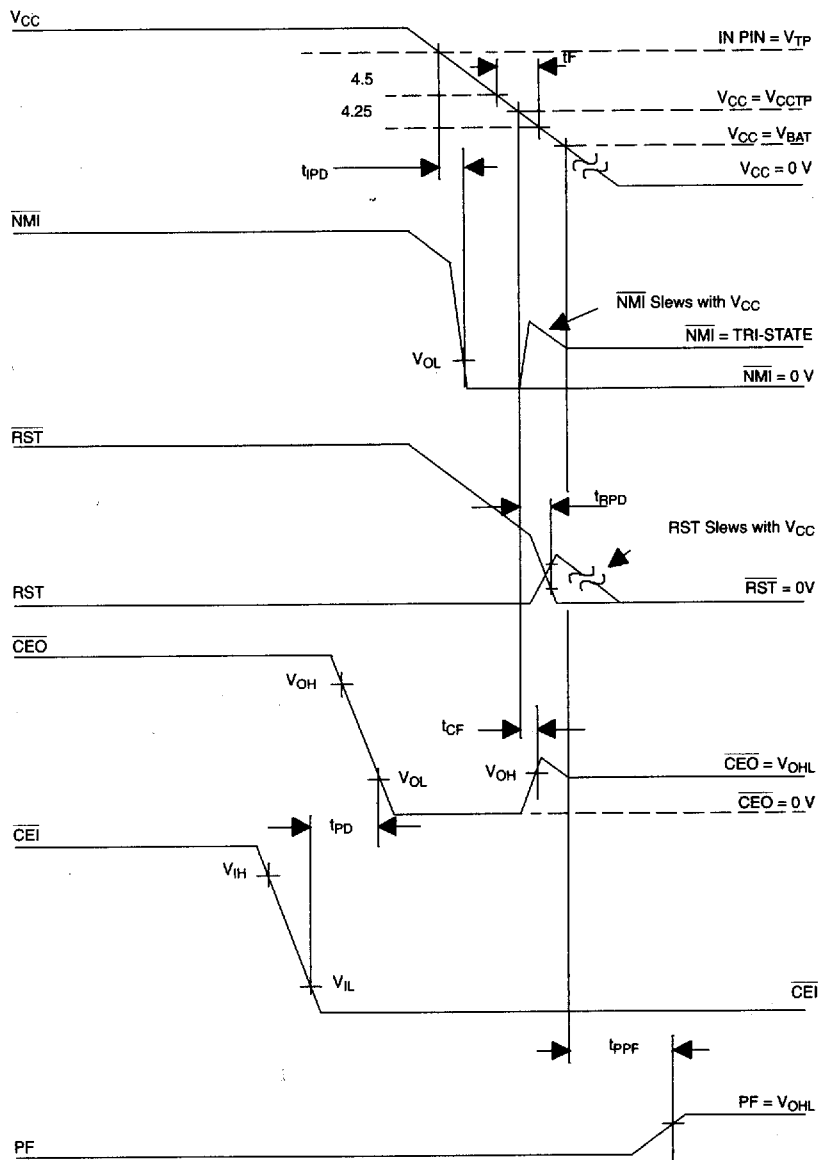 VCC
IN PIN = VTP
tF
4.5
4.25
VCC = VCCTP
VCC = VBAT
tIPD
VCC = 0 V
NMI
NMI Slews with VCC
NMI = TRI-STATE
VOL
NMI = 0 V
RST
tRPD
RST Slews with VCC
RST
RST = 0V
CEO
VOH
tCF
VOH
VOL
CEO = VOHL
CEO = 0 V
tPD
CEI
VIH
VIL
CEI
tPPF
PF = VOHL
PF